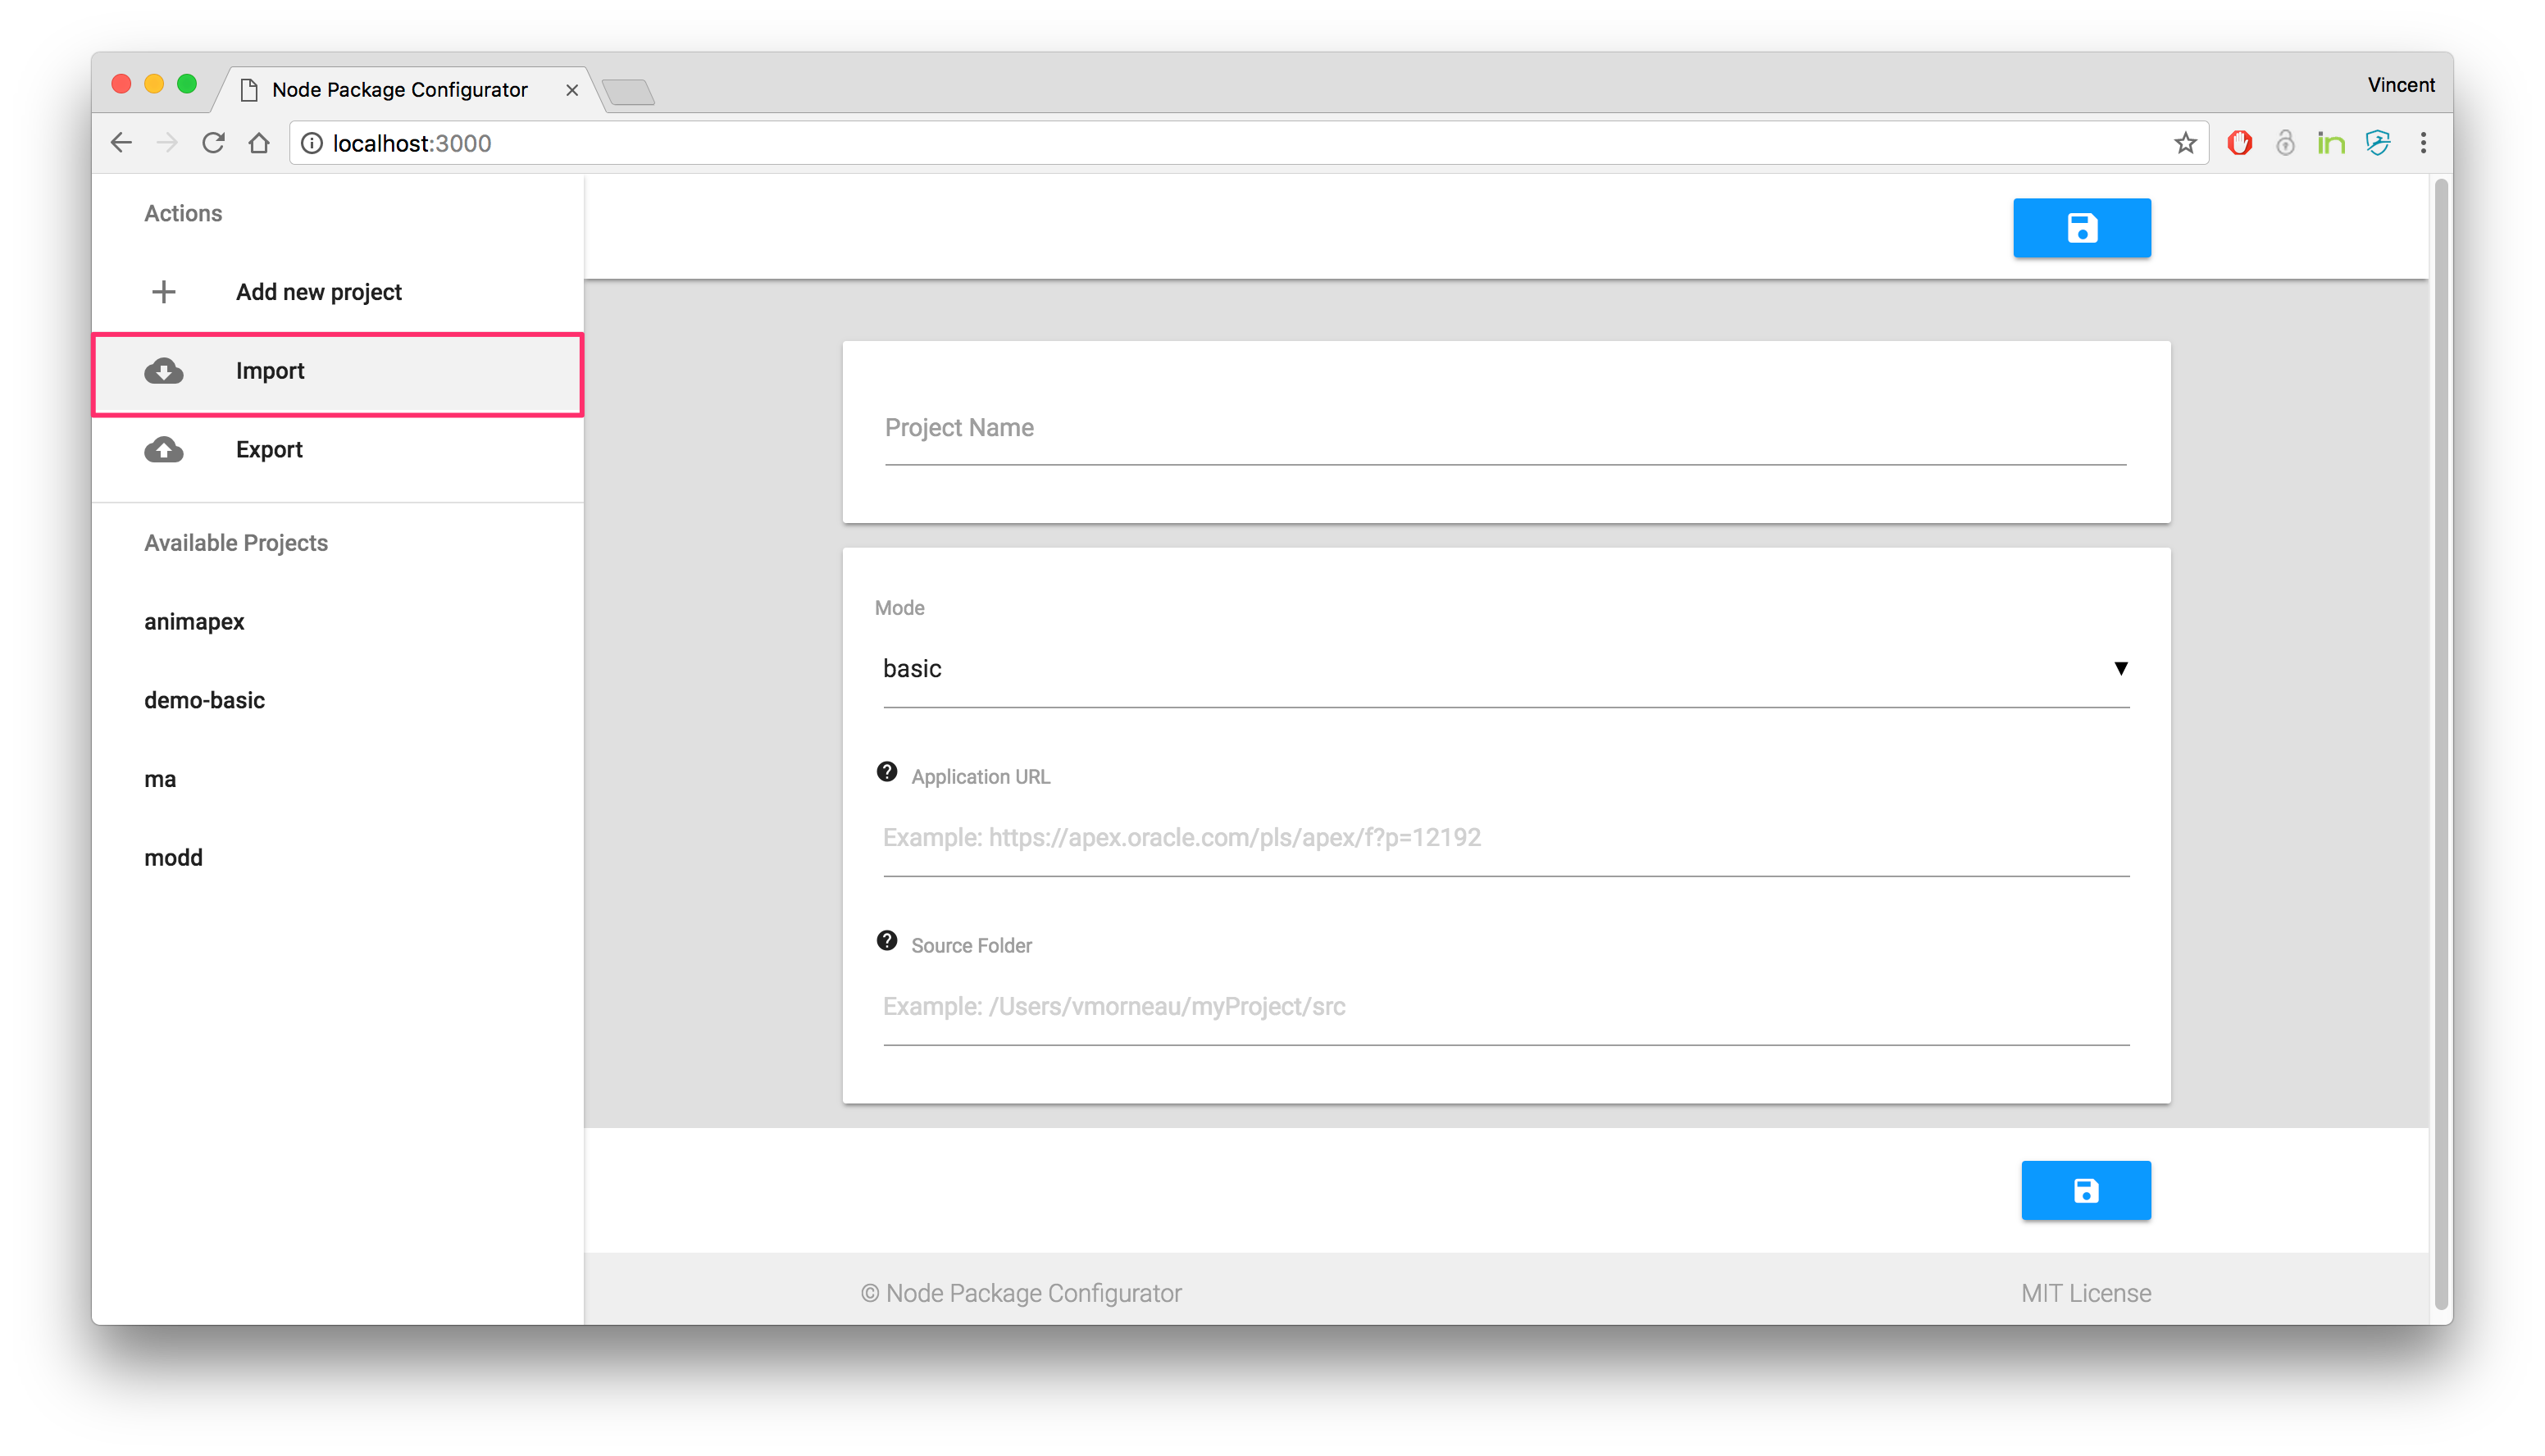 Node Package Configurator
Vincent
localhost:3000
in
Actions
Add new project
Import
Export
Available Projects
animapex
demo-basic
ma
modd
Project Name
Mode
basic
Application URL
Example: https://apex.oracle.com/pls/apex/f?p=12192
Source Folder
Example: /Users/vmorneau/myProject/src
© Node Package Configurator
MIT License